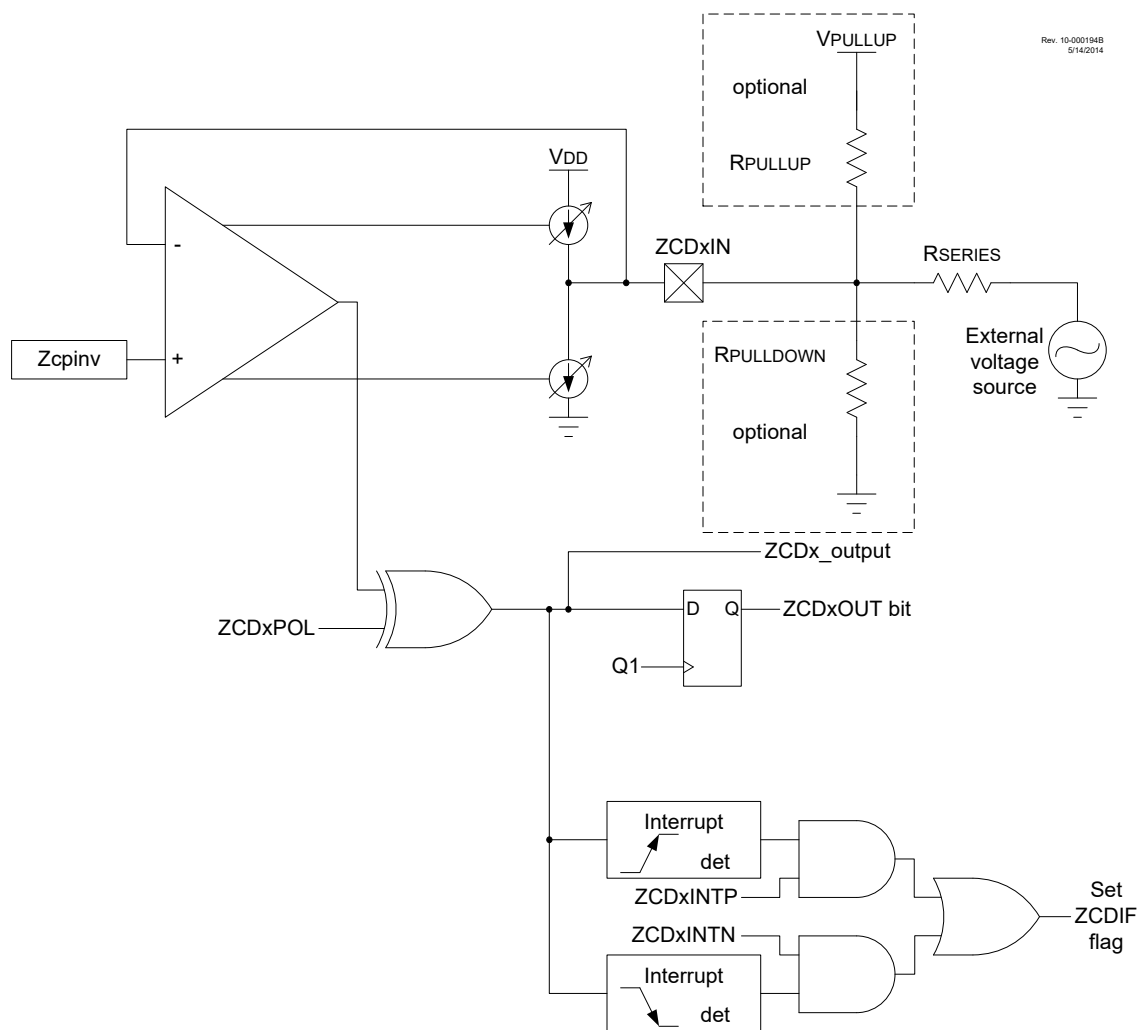 Rev. 10-000194B
5/14/2014
VPULLUP
optional
RPULLUP
VDD
-
ZCDxIN
RSERIES
Zcpinv
+
RPULLDOWN
optional
External
voltage
source
ZCDx_output
D Q
ZCDxOUT bit
ZCDxPOL
Q1
Interrupt
det
ZCDxINTP
ZCDxINTN
Interrupt
det
Set
ZCDIF
flag